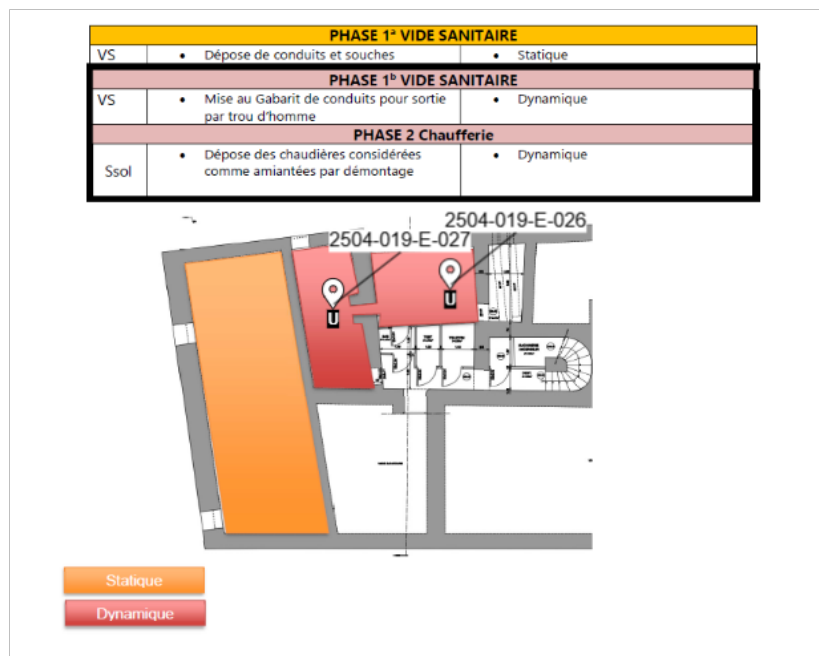 PHASE 1ª VIDE SANITAIRE
VS • Dépose de conduits et souches • Statique
PHASE 1ᵇ VIDE SANITAIRE
VS • Mise au Gabarit de conduits pour sortie • Dynamique
par trou d’homme
PHASE 2 Chaufferie
Ssol • Dépose des chaudières considérées • Dynamique
comme amiantées par démontage
2504-019-E-026
2504-019-E-027
U
U
Statique
Dynamique